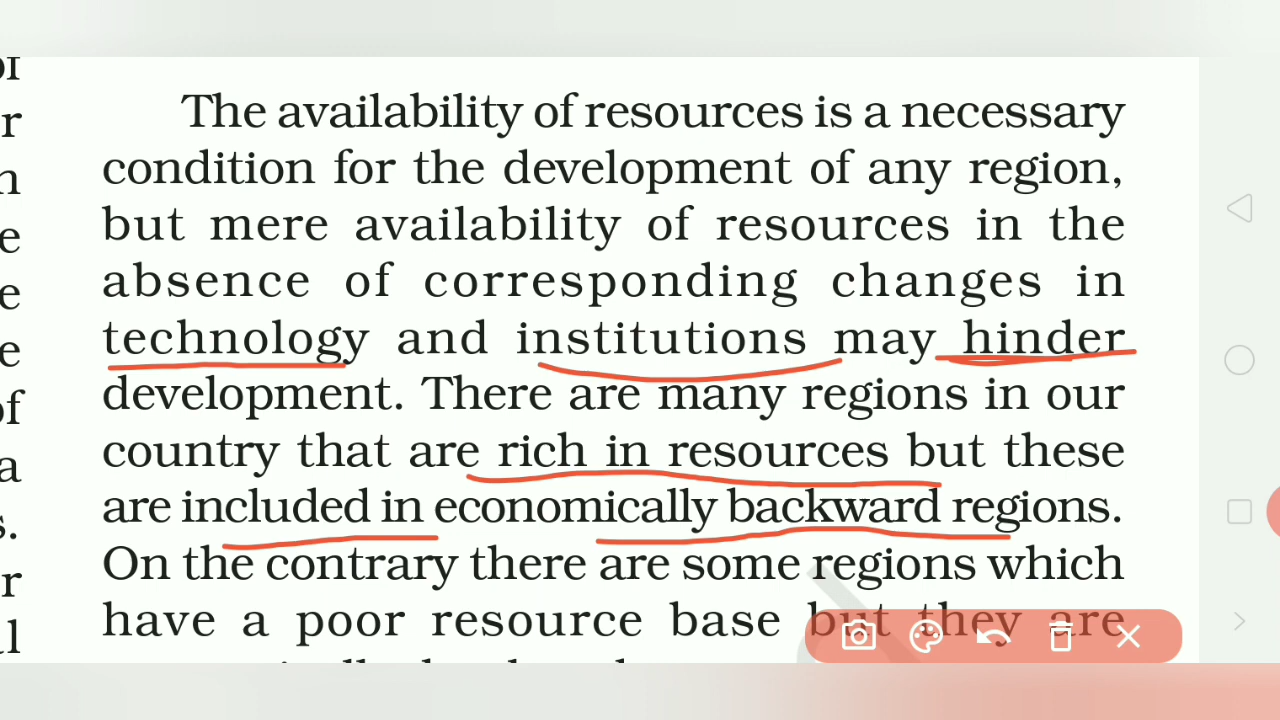 The availability of resources is a necessary
condition for the development of any region,
but mere availability of resources in the
absence of corresponding changes in
technology and institutions may hinder
development. There are many regions in our
country that are rich in resources but these
are included in economically backward regions.
On the contrary there are some regions which
have a poor resource base but they are